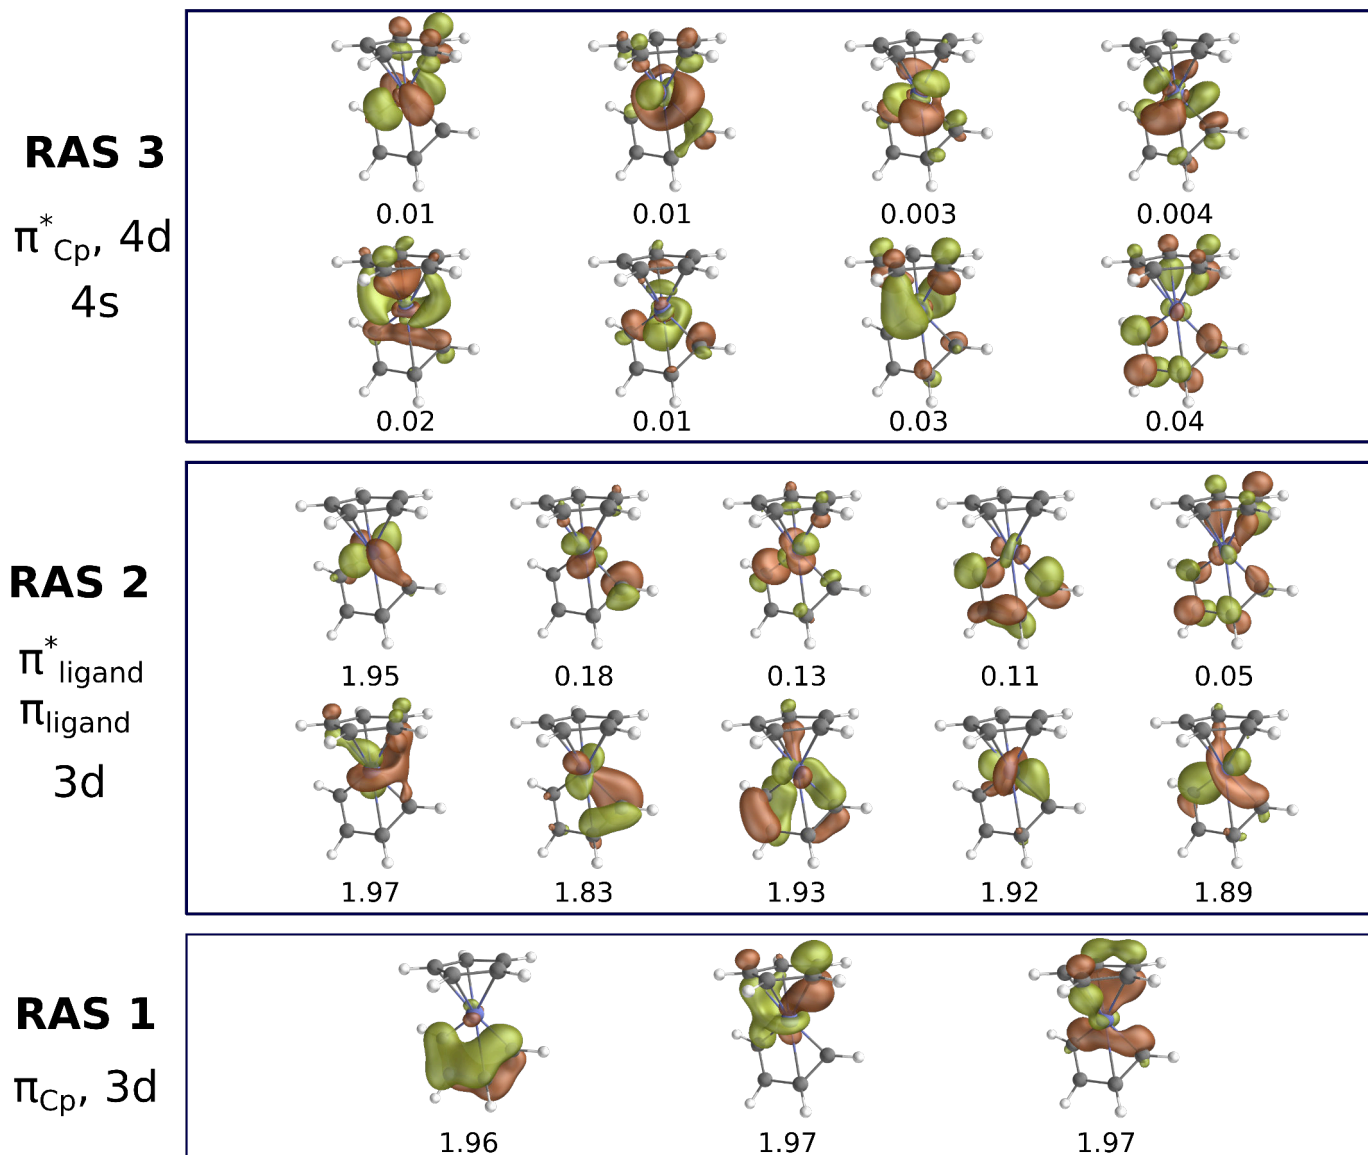 RAS 3
π*Cp, 4d
4s
0.01 0.01 0.003 0.004
0.02 0.01 0.03 0.04
RAS 2
π*ligand
πligand
3d
1.95 0.18 0.13 0.11 0.05
1.97 1.83 1.93 1.92 1.89
RAS 1
πCp, 3d
1.96 1.97 1.97